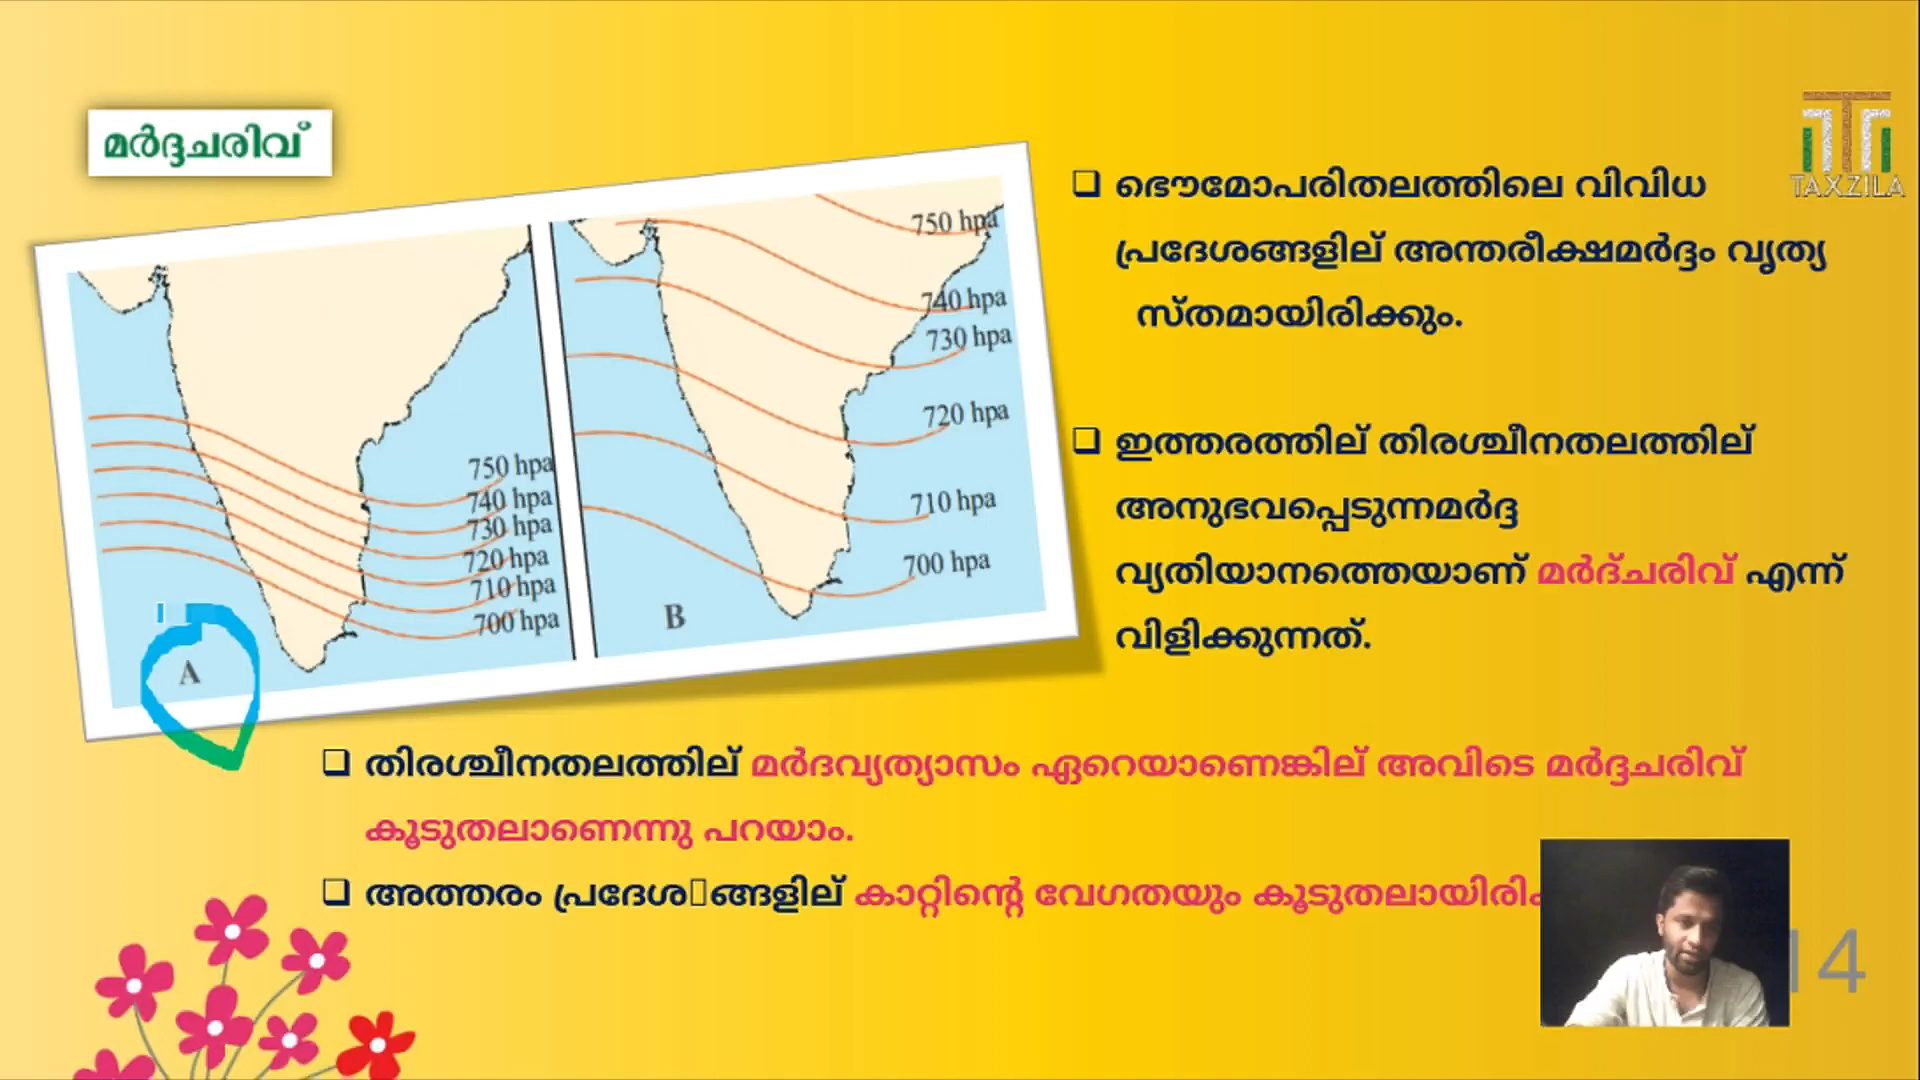 മർദ്ദചരിവ്
TAXZILA
750 hpa
740 hpa
730 hpa
720 hpa
710 hpa
700 hpa
A
750 hpa
740 hpa
730 hpa
720 hpa
710 hpa
700 hpa
B
ഭൌമോപരിതലത്തിലെ വിവിധ
പ്രദേശങ്ങളില് അന്തരീക്ഷമർദ്ദം വൃത്യ
സ്തമായിരിക്കും.
ഇത്തരത്തില് തിരശ്ചീനതലത്തില്
അനുഭവപ്പെടുന്നമർദ്ദ
വ്യതിയാനത്തെയാണ് മർദ്ചരിവ് എന്ന്
വിളിക്കുന്നത്.
തിരശ്ചീനതലത്തില് മർദവ്യത്യാസം ഏറെയാണെങ്കില് അവിടെ മർദ്ദചരിവ്
കൂടുതലാണെന്നു പറയാം.
അത്തരം പ്രദേശങ്ങളില് കാറ്റിന്റെ വേഗതയും
14